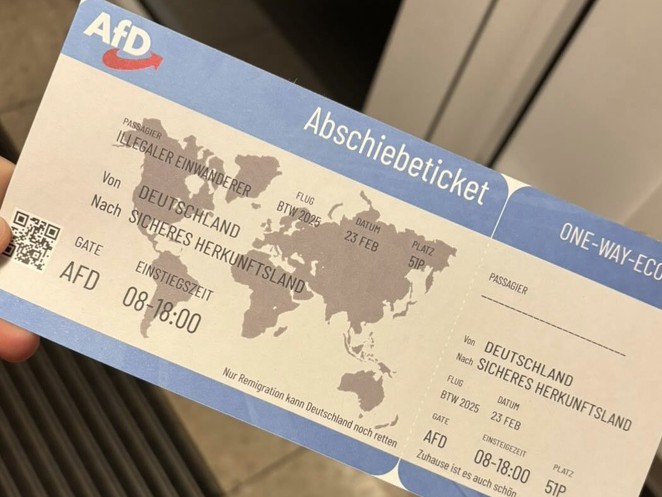 AfD
Abschiebeticket
PASSAGIER
ILLEGALER EINWANDERER
Von DEUTSCHLAND
Nach SICHERES HERKUNFTSLAND
FLUG
BTW 2025
DATUM
23 FEB
PLATZ
51P
GATE
AFD
EINSTIEGSZEIT
08-18:00
Nur Remigration kann Deutschland noch retten
ONE-WAY-ECO
PASSAGIER
Von DEUTSCHLAND
Nach SICHERES HERKUNFTSLAND
FLUG
BTW 2025
DATUM
23 FEB
GATE
AFD
EINSTIEGSZEIT
08-18:00
PLATZ
51P
Zuhause ist es auch schön